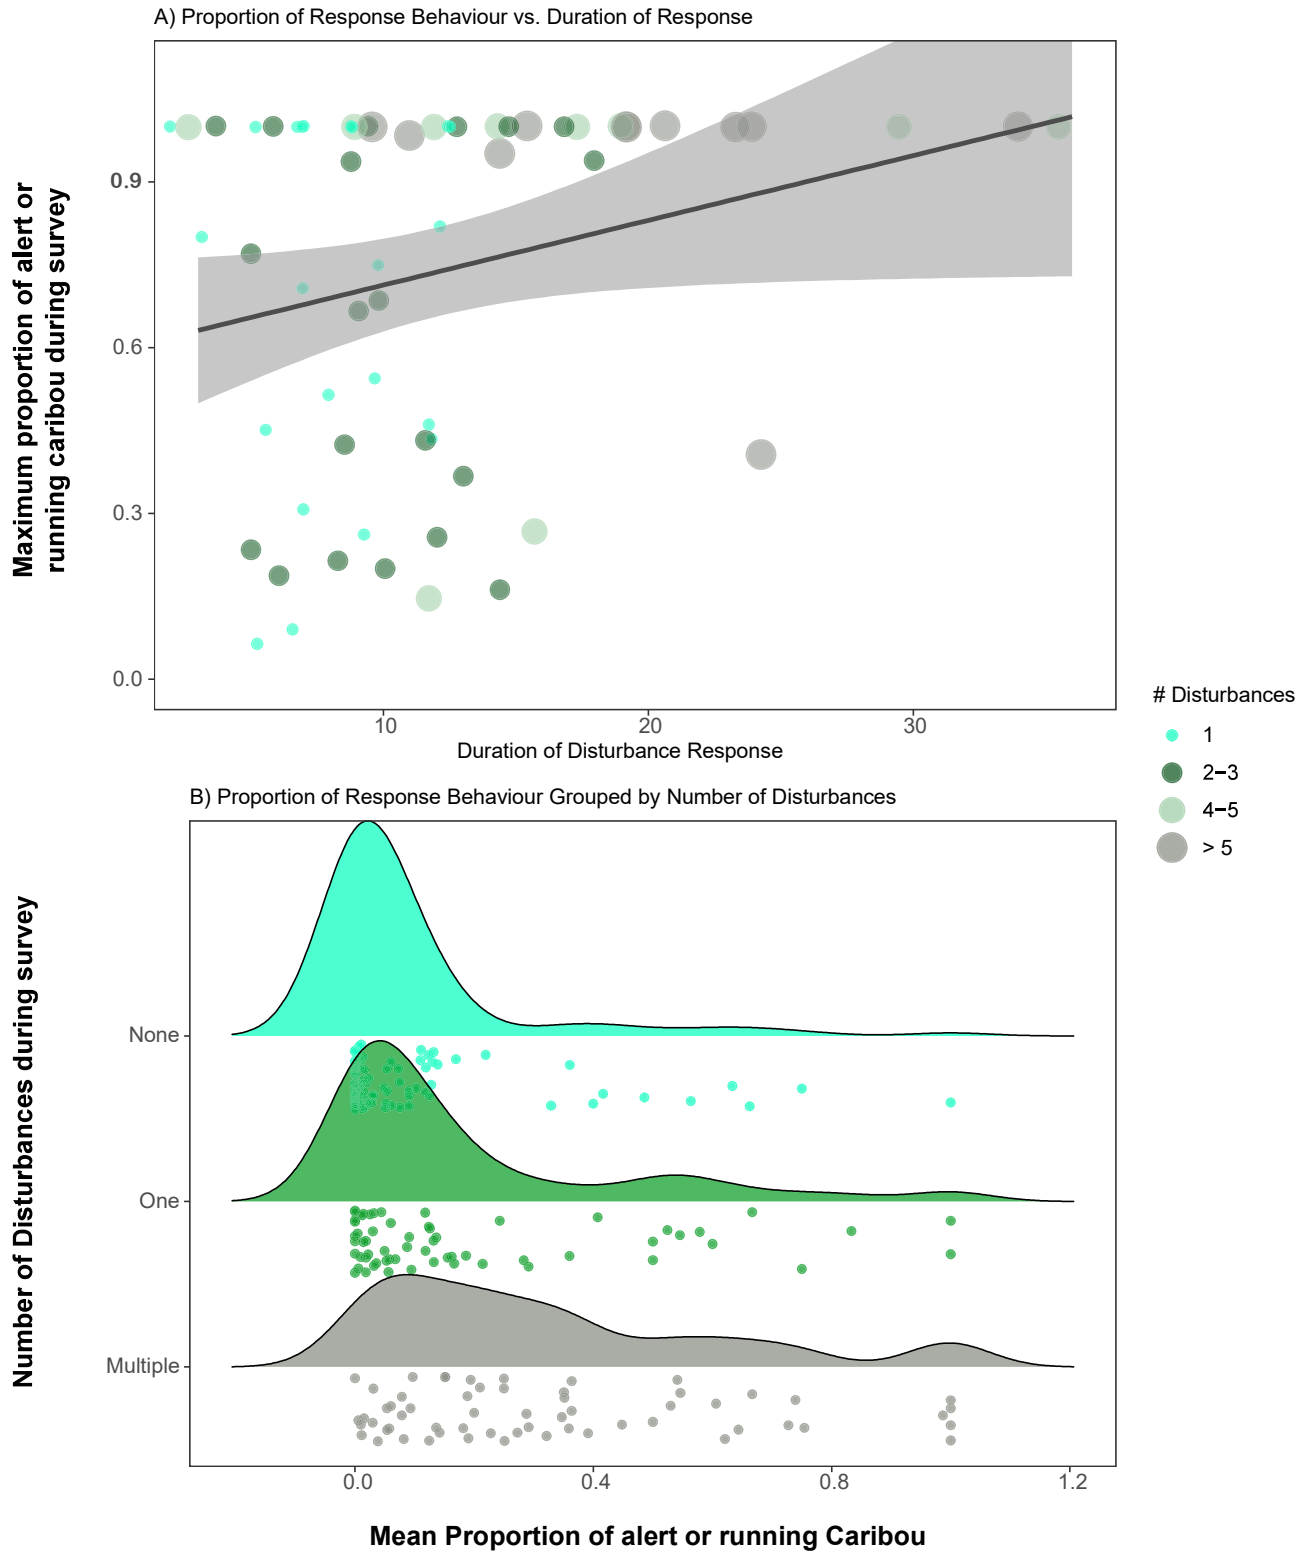 A) Proportion of Response Behaviour vs. Duration of Response
Maximum proportion of alert or
running caribou during survey
0.9
0.6
0.3
0.0
10
20
30
Duration of Disturbance Response
# Disturbances
1
2−3
4−5
> 5
B) Proportion of Response Behaviour Grouped by Number of Disturbances
Number of Disturbances during survey
None
One
Multiple
0.0
0.4
0.8
1.2
Mean Proportion of alert or running Caribou